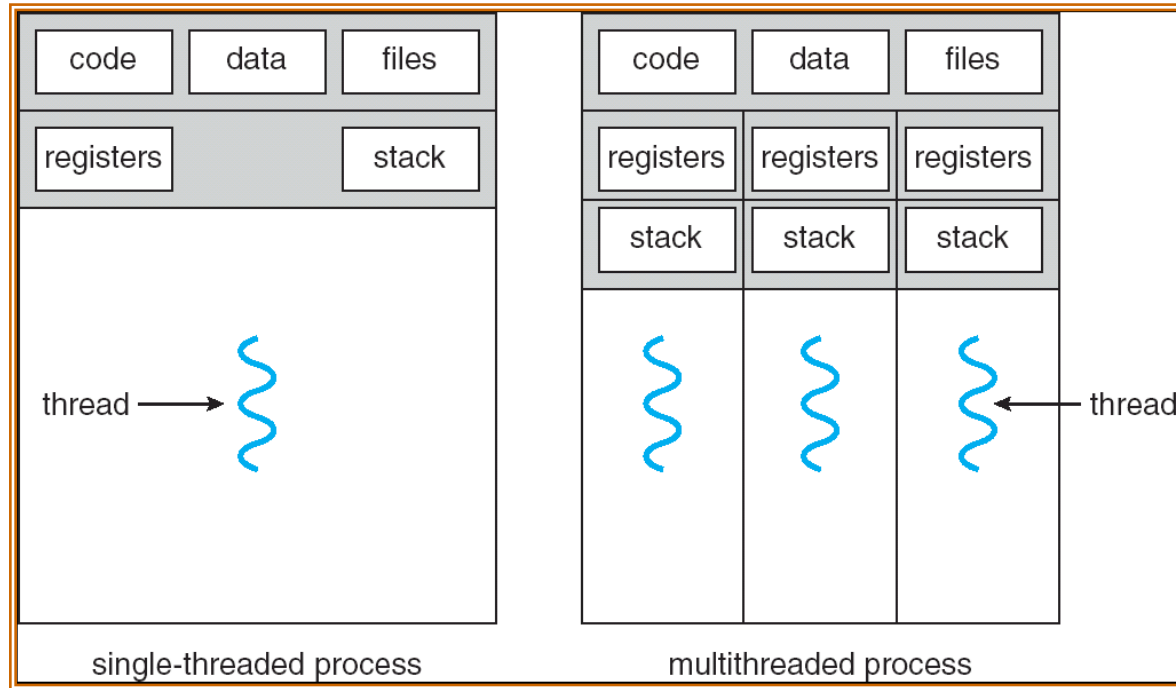 code data files code data files
registers stack registers registers registers
stack stack stack
thread thread
single-threaded process multithreaded process